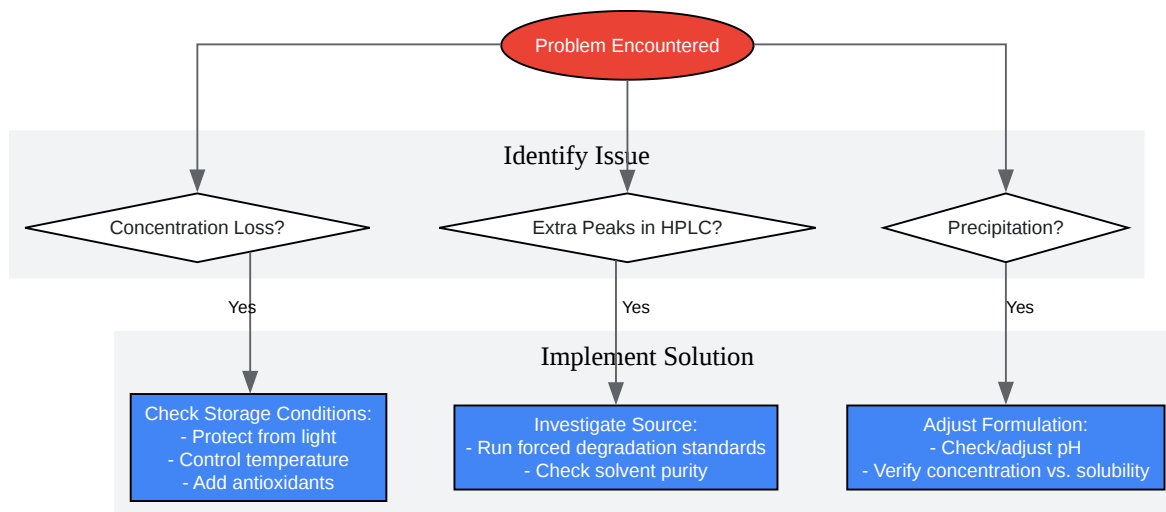 Problem Encountered
Identify Issue
Concentration Loss?
Extra Peaks in HPLC?
Precipitation?
Yes
Yes
Yes
Implement Solution
Check Storage Conditions:
- Protect from light
- Control temperature
- Add antioxidants
Investigate Source:
- Run forced degradation standards
- Check solvent purity
Adjust Formulation:
- Check/adjust pH
- Verify concentration vs. solubility